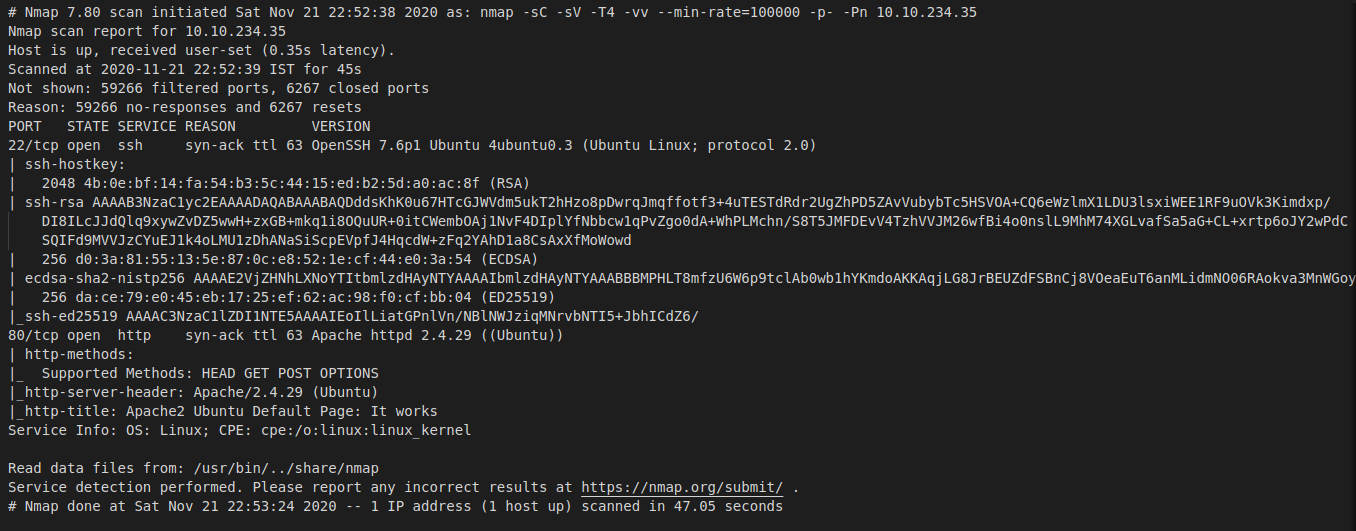 # Nmap 7.80 scan initiated Sat Nov 21 22:52:38 2020 as: nmap -sC -sV -T4 -vv --min-rate=100000 -p- -Pn 10.10.234.35
Nmap scan report for 10.10.234.35
Host is up, received user-set (0.35s latency).
Scanned at 2020-11-21 22:52:39 IST for 45s
Not shown: 59266 filtered ports, 6267 closed ports
Reason: 59266 no-responses and 6267 resets
PORT   STATE SERVICE REASON         VERSION
22/tcp open  ssh     syn-ack ttl 63 OpenSSH 7.6p1 Ubuntu 4ubuntu0.3 (Ubuntu Linux; protocol 2.0)
| ssh-hostkey:
|   2048 4b:0e:bf:14:fa:54:b3:5c:44:15:ed:b2:5d:a0:ac:8f (RSA)
| ssh-rsa AAAAB3NzaC1yc2EAAAADAQABAAABAQDddsKhK0u67HTcGJWVdm5ukT2hHzo8pDwrqJmqffotf3+4uTESTdRdr2UgZhPD5ZAvVubybTc5HSVOA+CQ6eWzlmX1LDU3lsxiWEE1RF9uOVk3Kimdxp/
DI8ILcJJdQlq9xywZvDZ5wwH+zxGB+mkq1i8OQuUR+0itCWembOAj1NvF4DIplYfNbbcw1qPvZgo0dA+WhPLMchn/S8T5JMFDEvV4TzhVVJM26wfBi4o0nslL9MhM74XGLvafSa5aG+CL+xrtp6oJY2wPdC
SQIFd9MVVJzCYuEJ1k4oLMU1zDhANaSiScpEVpfJ4HqcdW+zFq2YAhD1a8CsAxXfMoWowd
|   256 d0:3a:81:55:13:5e:87:0c:e8:52:1e:cf:44:e0:3a:54 (ECDSA)
| ecdsa-sha2-nistp256 AAAAE2VjZHNhLXNoYTItbmlzdHAyNTYAAAAIbmlzdHAyNTYAAABBBMPHLT8mfzU6W6p9tclAb0wb1hYKmdoAKKAqjLG8JrBEUZdFSBnCj8VOeaEuT6anMLidmNO06RAokva3MnWGoy
|   256 da:ce:79:e0:45:eb:17:25:ef:62:ac:98:f0:cf:bb:04 (ED25519)
|_ssh-ed25519 AAAAC3NzaC1lZDI1NTE5AAAAIEoIlLiatGPnlVn/NBlNWJziqMNrvbNTI5+JbhICdZ6/
80/tcp open  http    syn-ack ttl 63 Apache httpd 2.4.29 ((Ubuntu))
| http-methods:
|_  Supported Methods: HEAD GET POST OPTIONS
|_http-server-header: Apache/2.4.29 (Ubuntu)
|_http-title: Apache2 Ubuntu Default Page: It works
Service Info: OS: Linux; CPE: cpe:/o:linux:linux_kernel
Read data files from: /usr/bin/../share/nmap
Service detection performed. Please report any incorrect results at https://nmap.org/submit/ .
# Nmap done at Sat Nov 21 22:53:24 2020 -- 1 IP address (1 host up) scanned in 47.05 seconds